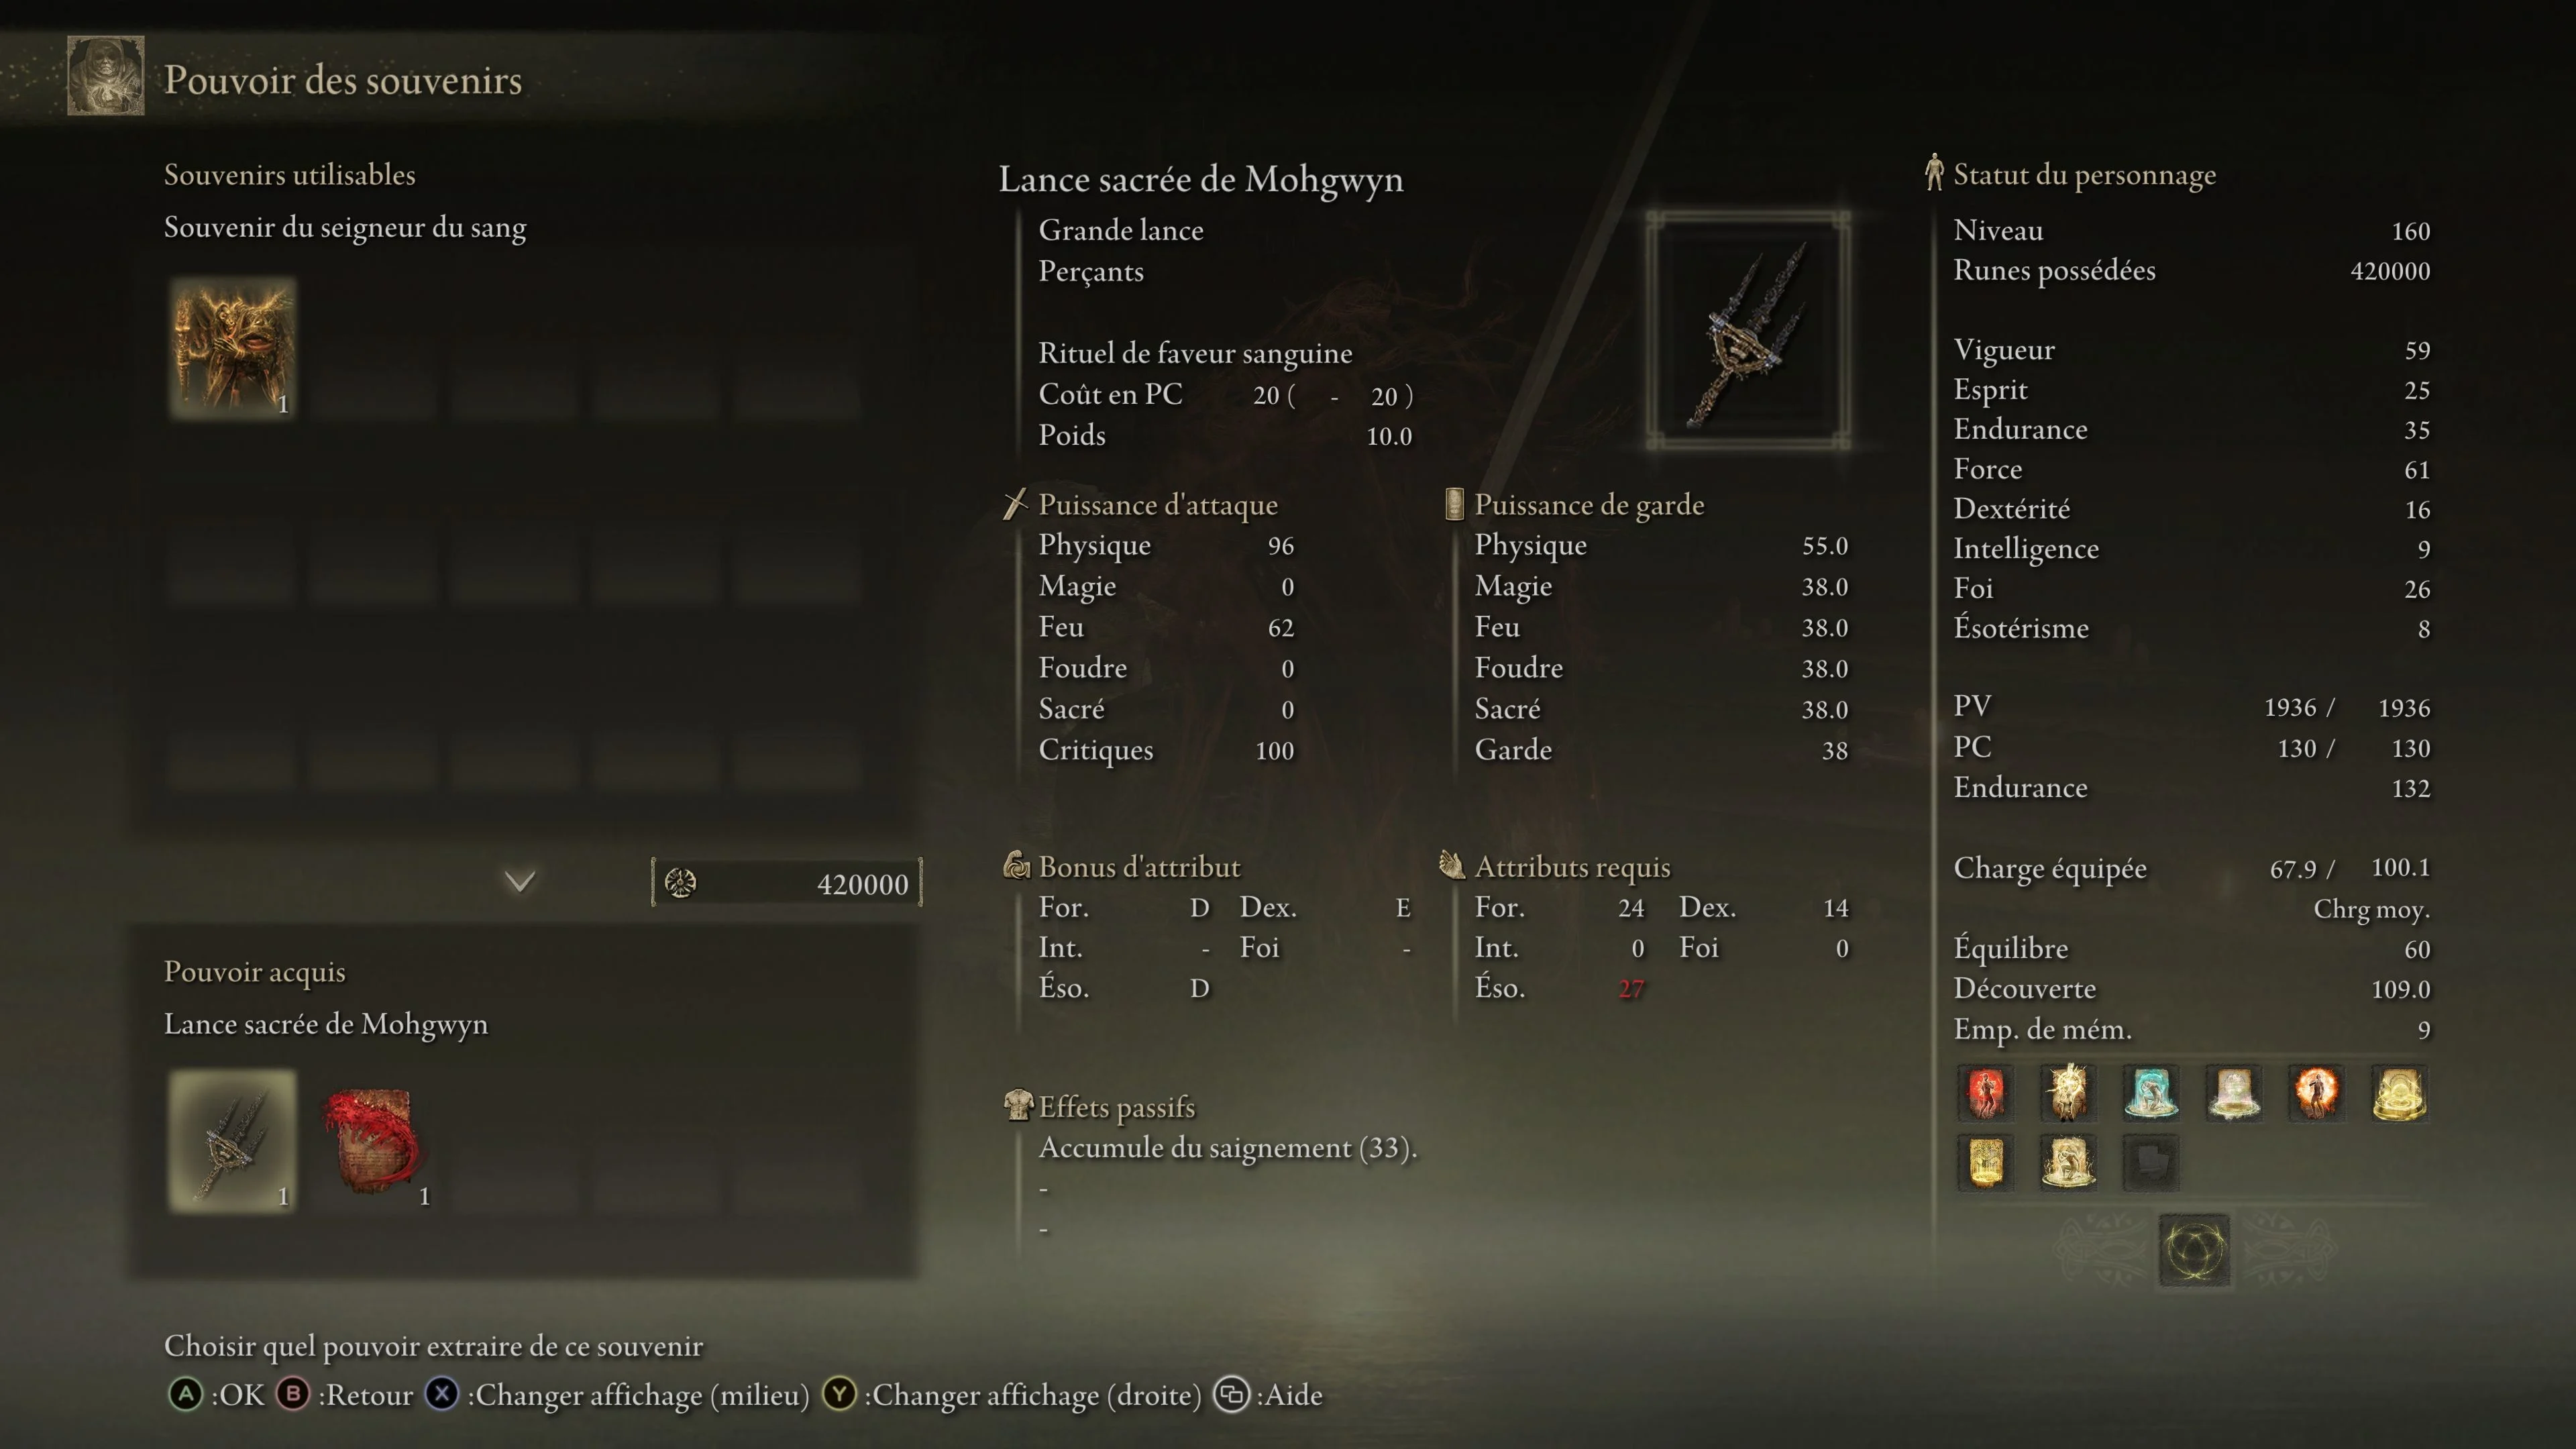 Pouvoir des souvenirs
Souvenirs utilisables
Souvenir du seigneur du sang
1
420000
Pouvoir acquis
Lance sacrée de Mohgwyn
1 1
Lance sacrée de Mohgwyn
Grande lance
Perçants
Rituel de faveur sanguine
Coût en PC 20 ( - 20 )
Poids 10.0
Puissance d'attaque
Physique 96
Magie 0
Feu 62
Foudre 0
Sacré 0
Critiques 100
Puissance de garde
Physique 55.0
Magie 38.0
Feu 38.0
Foudre 38.0
Sacré 38.0
Garde 38
Bonus d'attribut
For. D Dex. E
Int. - Foi -
Éso. D
Attributs requis
For. 24 Dex. 14
Int. 0 Foi 0
Éso. 27
Effets passifs
Accumule du saignement (33).
-
-
Statut du personnage
Niveau 160
Runes possédées 420000
Vigueur 59
Esprit 25
Endurance 35
Force 61
Dextérité 16
Intelligence 9
Foi 26
Ésotérisme 8
PV 1936 / 1936
PC 130 / 130
Endurance 132
Charge équipée 67.9 / 100.1
Chrg moy.
Équilibre 60
Découverte 109.0
Emp. de mém. 9
Choisir quel pouvoir extraire de ce souvenir
A :OK B :Retour X :Changer affichage (milieu) Y :Changer affichage (droite) :Aide